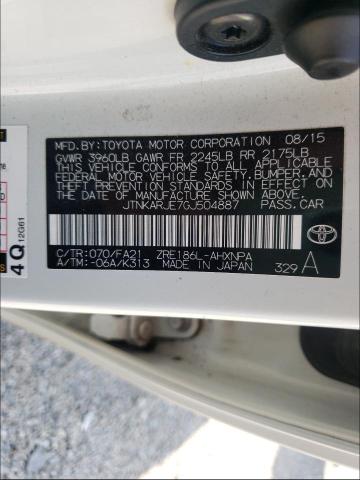 MFD BY: TOYOTA MOTOR CORPORATION 08/15
GVWR 3960LB GAWR FR 2245LB RR 2175LB
THIS VEHICLE CONFORMS TO ALL APPLICABLE
FEDERAL MOTOR VEHICLE SAFETY, BUMPER, AND
THEFT PREVENTION STANDARDS IN EFFECT ON
THE DATE OF MANUFACTURE SHOWN ABOVE.
JTNKARJE7GJ504887 PASS.CAR
C/TR:070/FA21 ZRE186L-AHXNPA
A/TM:-06A/K313 MADE IN JAPAN 329 A
4Q 12G61